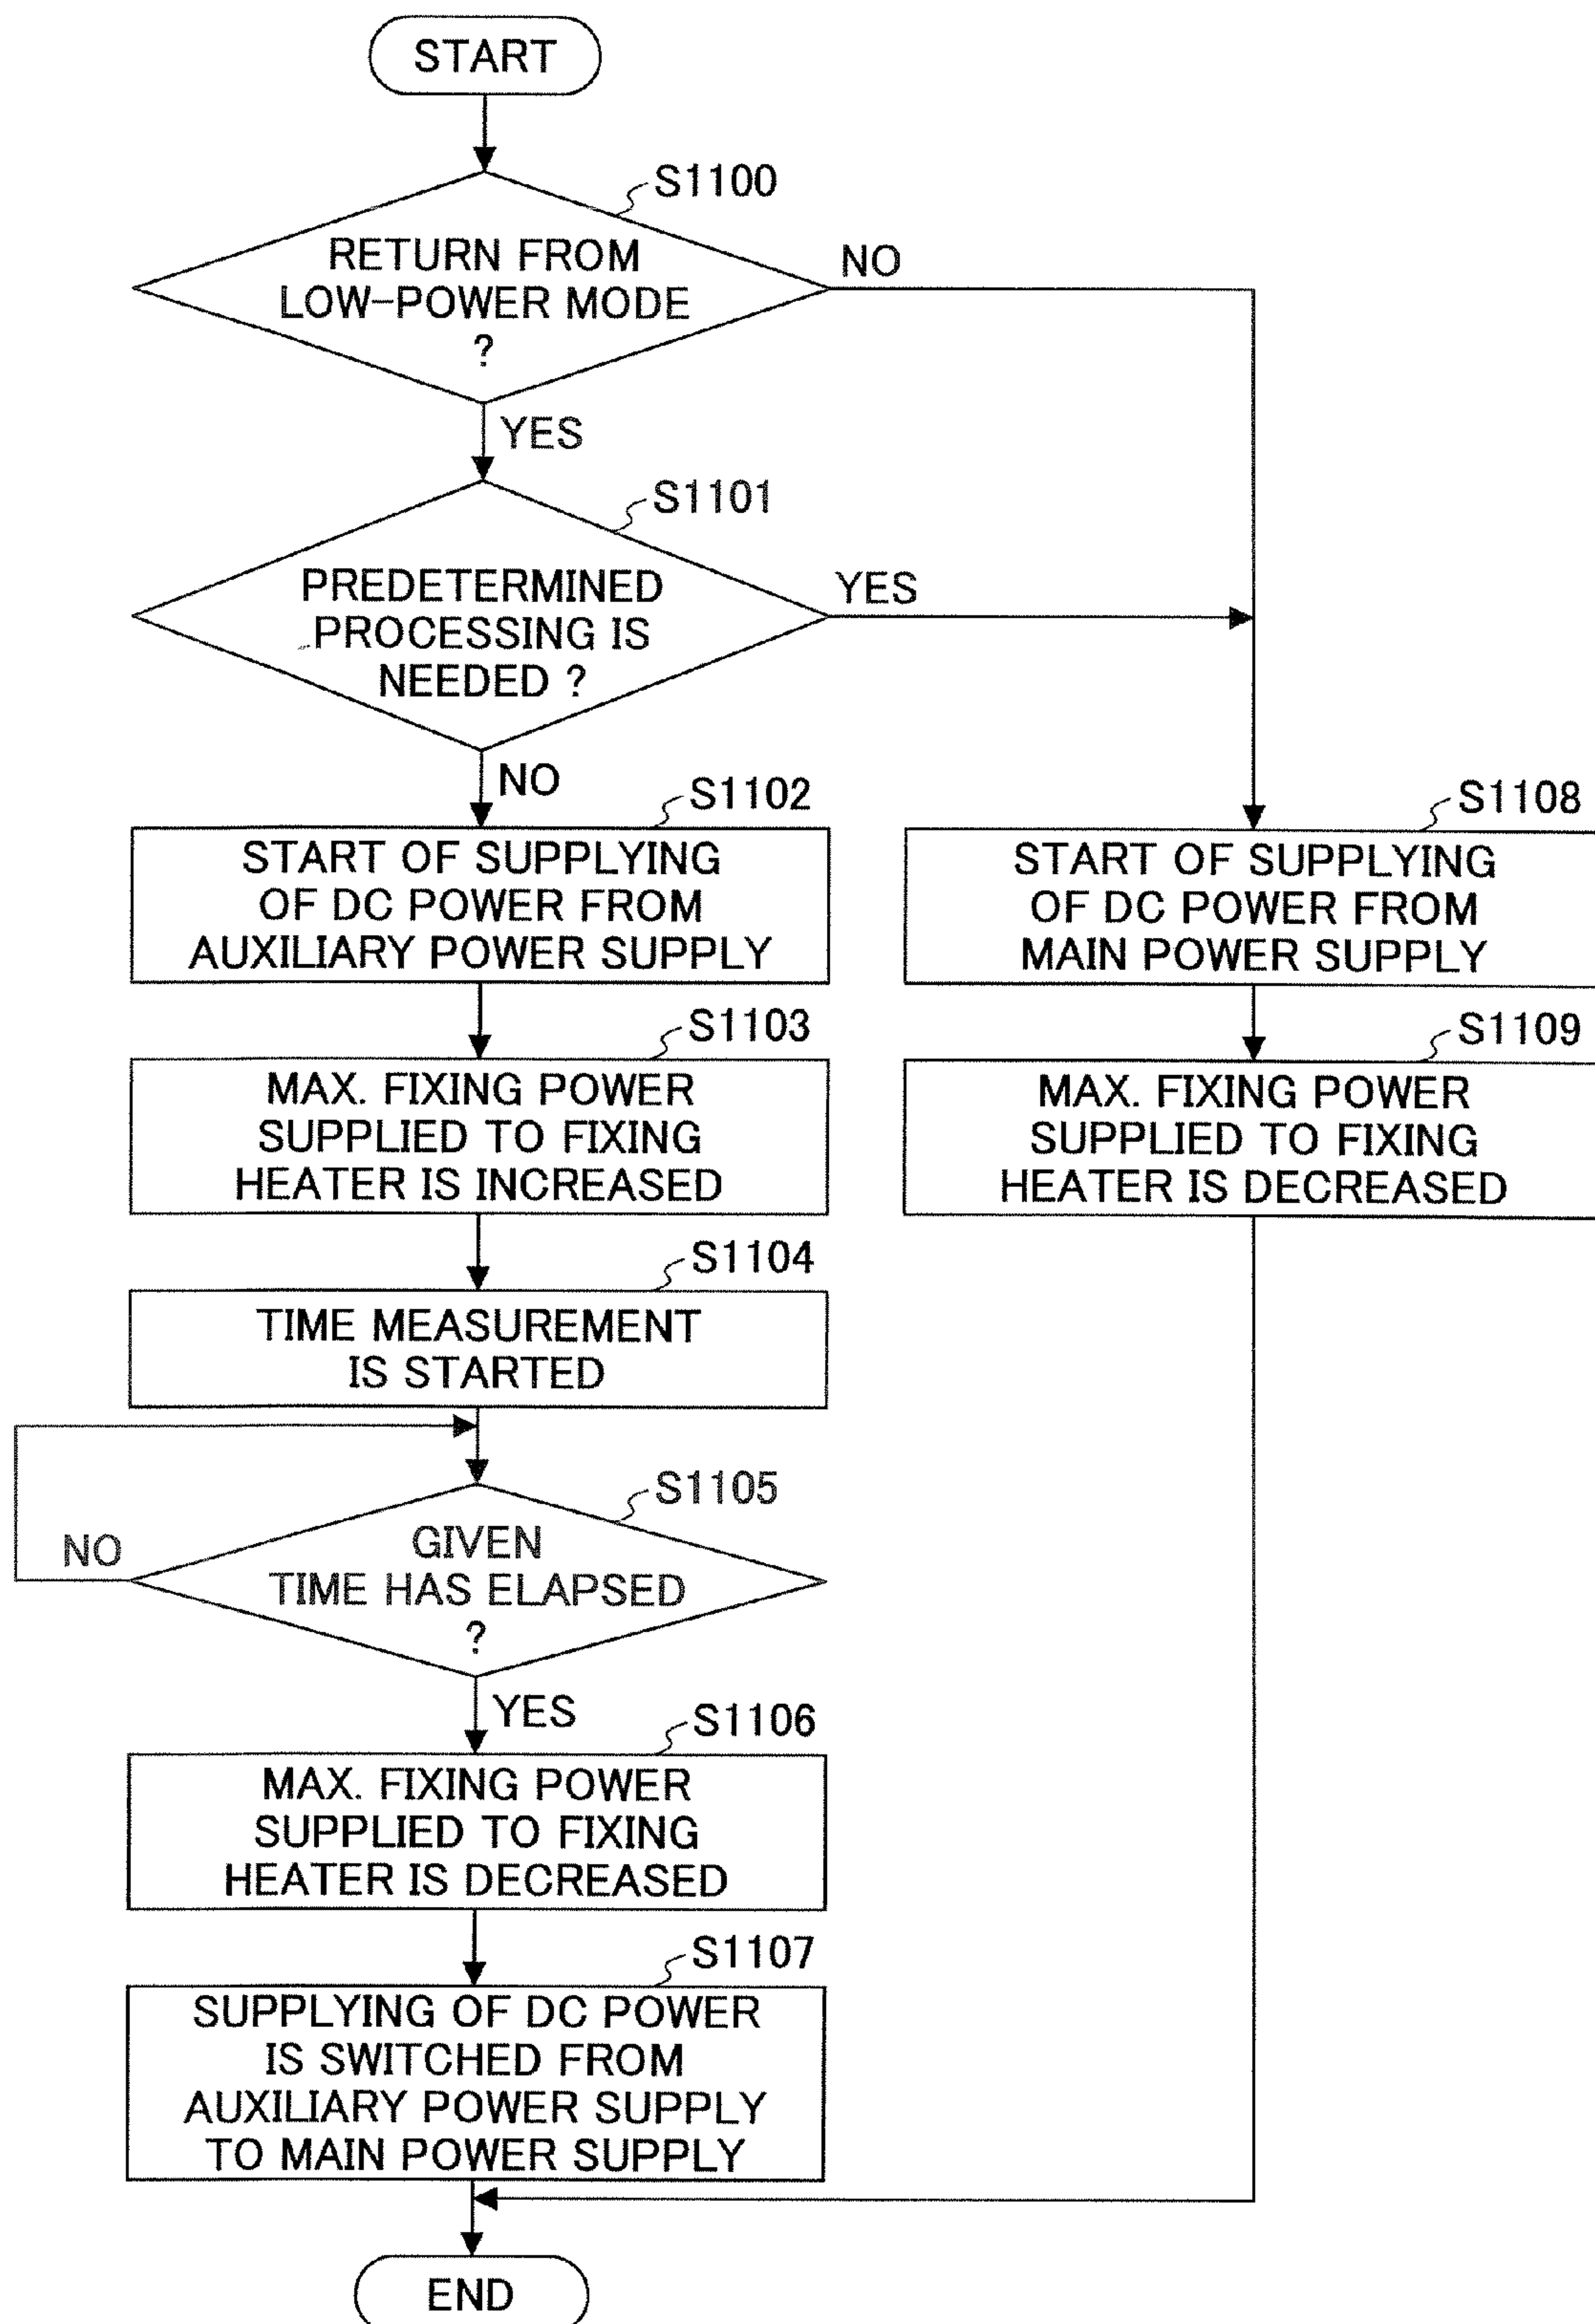 START
S1100
RETURN FROM
LOW-POWER MODE
?
NO
YES
S1101
PREDETERMINED
PROCESSING IS
NEEDED ?
YES
NO
S1102
START OF SUPPLYING
OF DC POWER FROM
AUXILIARY POWER SUPPLY
S1108
START OF SUPPLYING
OF DC POWER FROM
MAIN POWER SUPPLY
S1103
MAX. FIXING POWER
SUPPLIED TO FIXING
HEATER IS INCREASED
S1109
MAX. FIXING POWER
SUPPLIED TO FIXING
HEATER IS DECREASED
S1104
TIME MEASUREMENT
IS STARTED
S1105
GIVEN
TIME HAS ELAPSED
?
NO
YES
S1106
MAX. FIXING POWER
SUPPLIED TO FIXING
HEATER IS DECREASED
S1107
SUPPLYING OF DC POWER
IS SWITCHED FROM
AUXILIARY POWER SUPPLY
TO MAIN POWER SUPPLY
END